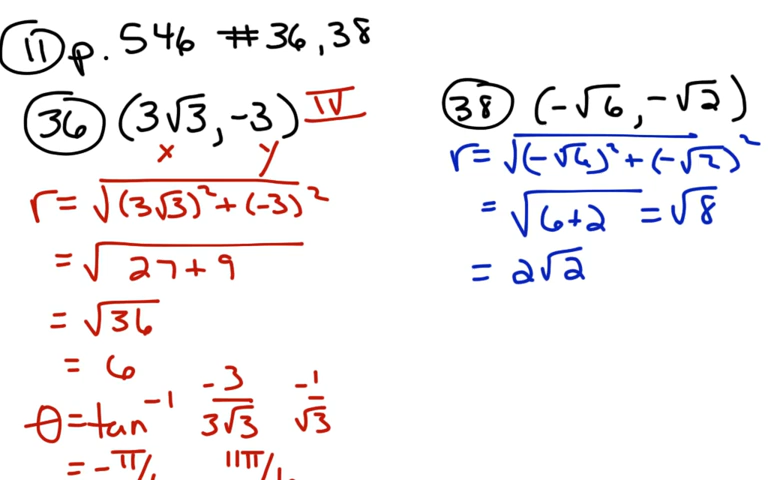 11 p. 546 #36, 38
36 (3√3, -3) IV
x y
r = √(3√3)² + (-3)²
= √27 + 9
= √36
= 6
θ = tan⁻¹ -3/3√3 -1/√3
= -π/ 11π/
38 (-√6, -√2)
r = √(-√6)² + (-√2)²
= √6+2 = √8
= 2√2